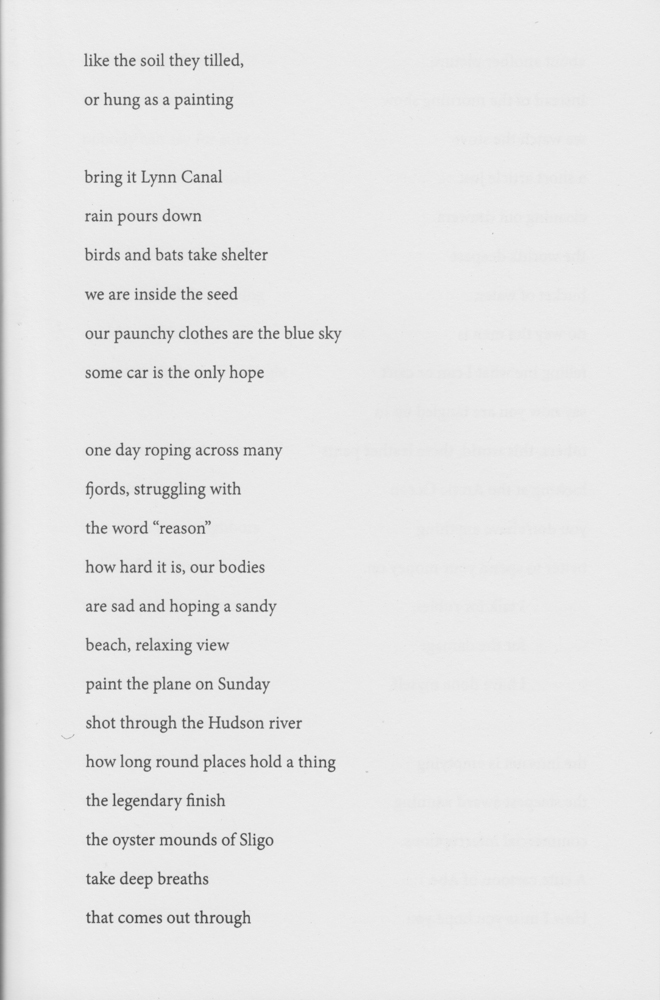 like the soil they tilled,
or hung as a painting
bring it Lynn Canal
rain pours down
birds and bats take shelter
we are inside the seed
our paunchy clothes are the blue sky
some car is the only hope
one day roping across many
fjords, struggling with
the word “reason”
how hard it is, our bodies
are sad and hoping a sandy
beach, relaxing view
paint the plane on Sunday
shot through the Hudson river
how long round places hold a thing
the legendary finish
the oyster mounds of Sligo
take deep breaths
that comes out through